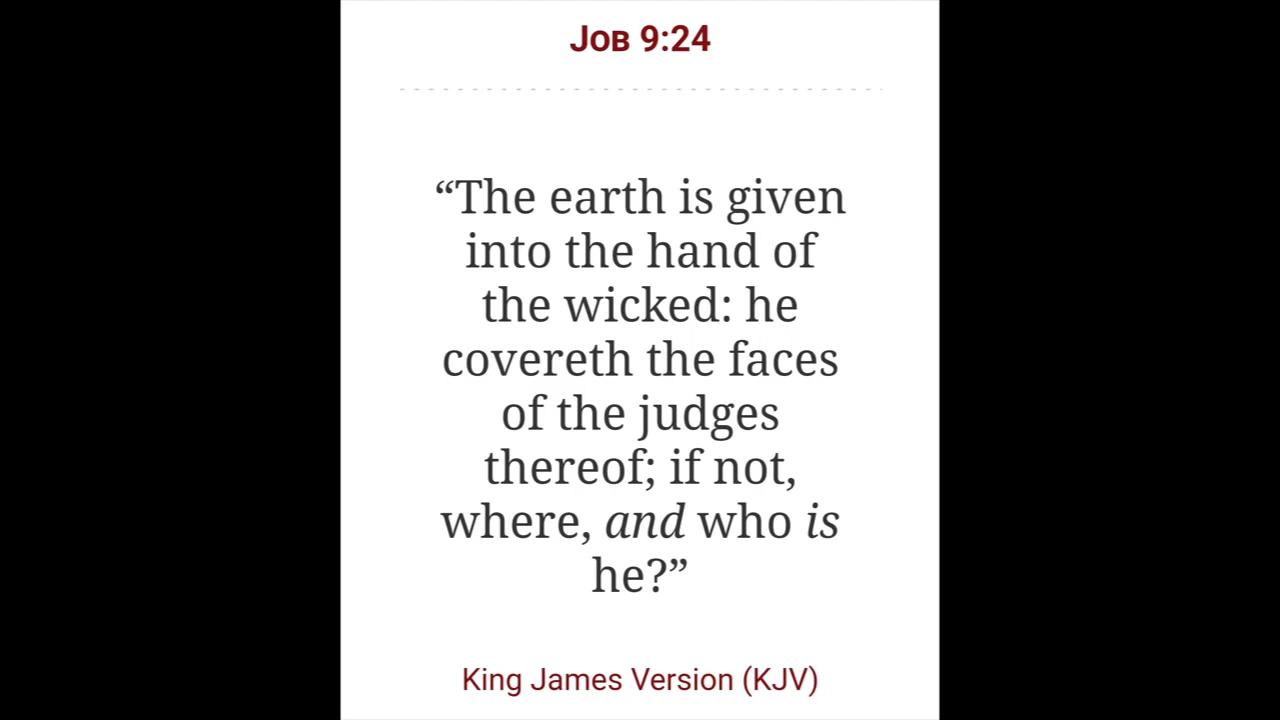 Job 9:24
“The earth is given
into the hand of
the wicked: he
covereth the faces
of the judges
thereof; if not,
where, and who is
he?”
King James Version (KJV)